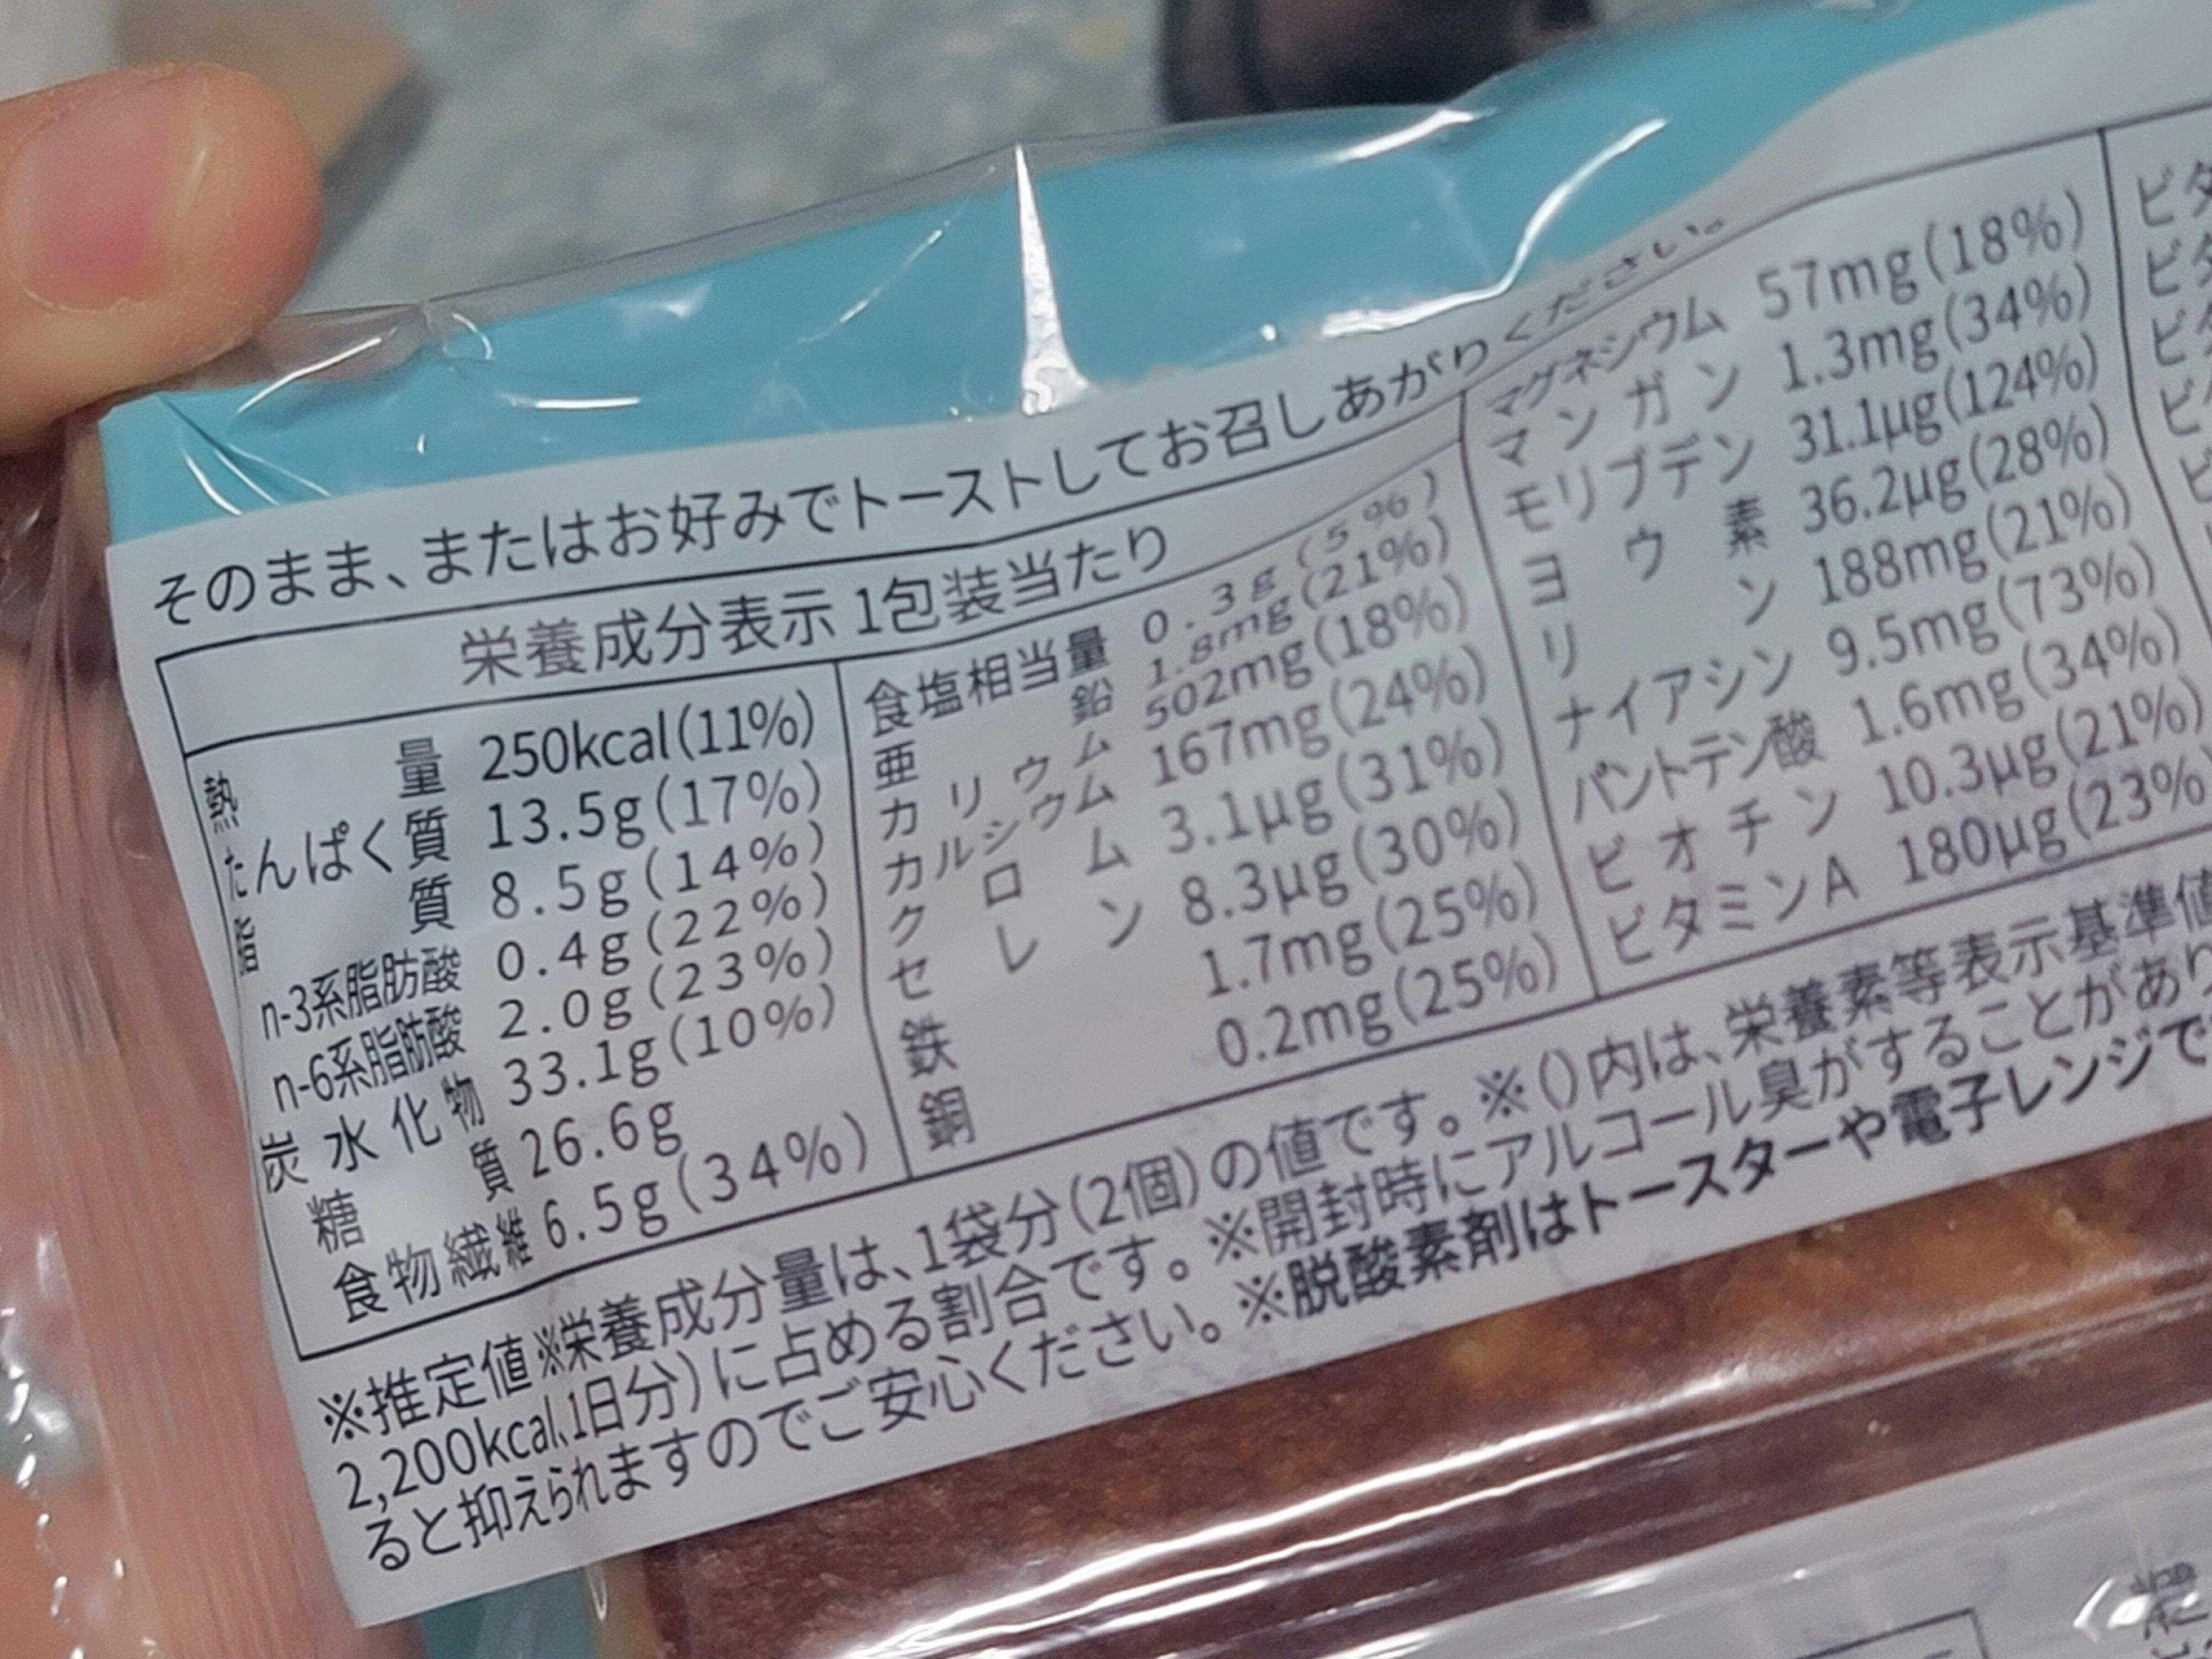 そのまま、またはお好みでトーストしてお召しあがりください。
栄養成分表示 1包装当たり
熱量 250kcal(11%)
たんぱく質 13.5g(17%)
脂質 8.5g(14%)
n-3系脂肪酸 0.4g(22%)
n-6系脂肪酸 2.0g(23%)
炭水化物 33.1g(10%)
糖質 26.6g
食物繊維 6.5g(34%)
食塩相当量 0.3g(5%)
亜鉛 1.8mg(21%)
カリウム 502mg(18%)
カルシウム 167mg(24%)
クロム 3.1μg(31%)
セレン 8.3μg(30%)
鉄 1.7mg(25%)
銅 0.2mg(25%)
マグネシウム 57mg(18%)
マンガン 1.3mg(34%)
モリブデン 31.1μg(124%)
ヨウ素 36.2μg(28%)
リン 188mg(21%)
ナイアシン 9.5mg(73%)
パントテン酸 1.6mg(34%)
ビオチン 10.3μg(21%)
ビタミンA 180μg(23%
ビタ
ビタ
ビタ
※推定値※栄養成分量は、1袋分(2個)の値です。※()内は、栄養素等表示基準値
2,200kcal、1日分)に占める割合です。※開封時にアルコール臭がすることがあり
ると抑えられますのでご安心ください。※脱酸素剤はトースターや電子レンジで